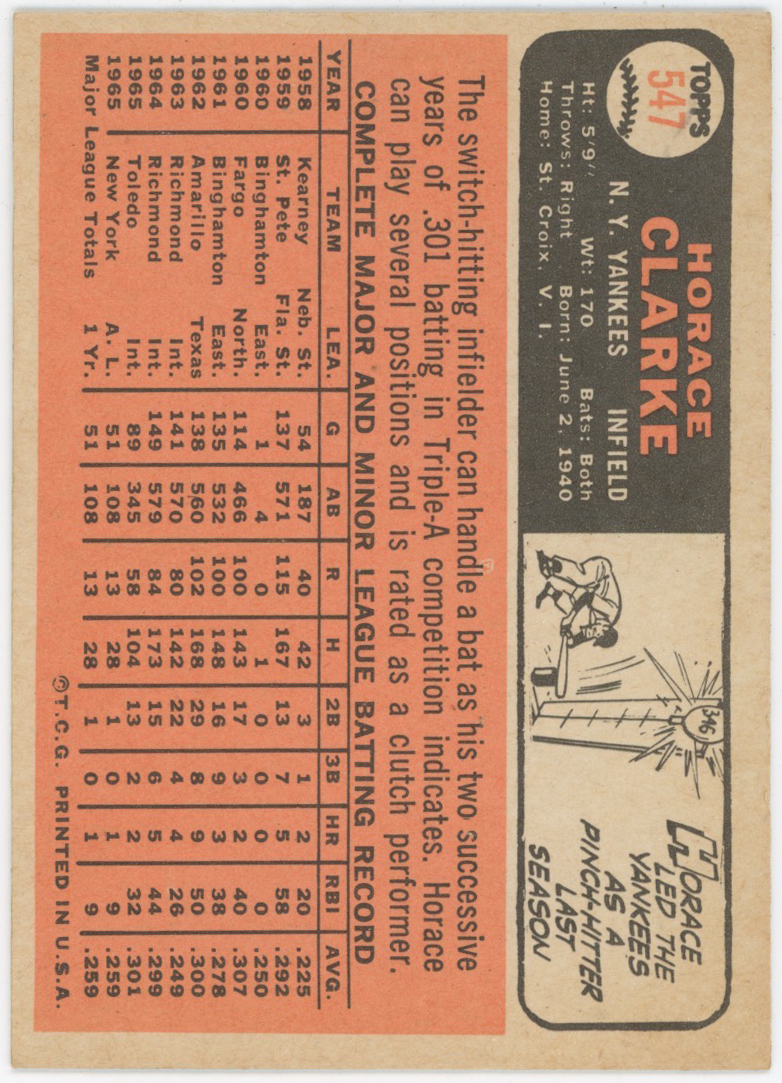 TOPPS
547
HORACE
CLARKE
N. Y. YANKEES INFIELD
Ht: 5'9" Wt: 170 Bats: Both
Throws: Right Born: June 2, 1940
Home: St. Croix, V. I.
346
HORACE
LED THE
YANKEES
AS A
PINCH-HITTER
LAST
SEASON
The switch-hitting infielder can handle a bat as his two successive
years of .301 batting in Triple-A competition indicates. Horace
can play several positions and is rated as a clutch performer.
COMPLETE MAJOR AND MINOR LEAGUE BATTING RECORD
YEAR TEAM LEA. G AB R H 2B 3B HR RBI AVG.
1958 Kearney Neb. St. 54 187 40 42 3 1 2 20 .225
1959 St. Pete Fla. St. 137 571 115 167 13 7 5 58 .292
1960 Binghamton East. 1 4 0 1 0 0 0 0 .250
1960 Fargo North. 114 466 100 143 17 3 2 40 .307
1961 Binghamton East. 135 532 100 148 16 9 3 38 .278
1962 Amarillo Texas 138 560 102 168 29 8 9 50 .300
1963 Richmond Int. 141 570 80 142 22 4 4 26 .249
1964 Richmond Int. 149 579 84 173 15 6 5 44 .299
1965 Toledo Int. 89 345 58 104 13 2 2 32 .301
1965 New York A. L. 51 108 13 28 1 0 1 9 .259
Major League Totals 1 Yr. 51 108 13 28 1 0 1 9 .259
©T.C.G. PRINTED IN U.S.A.